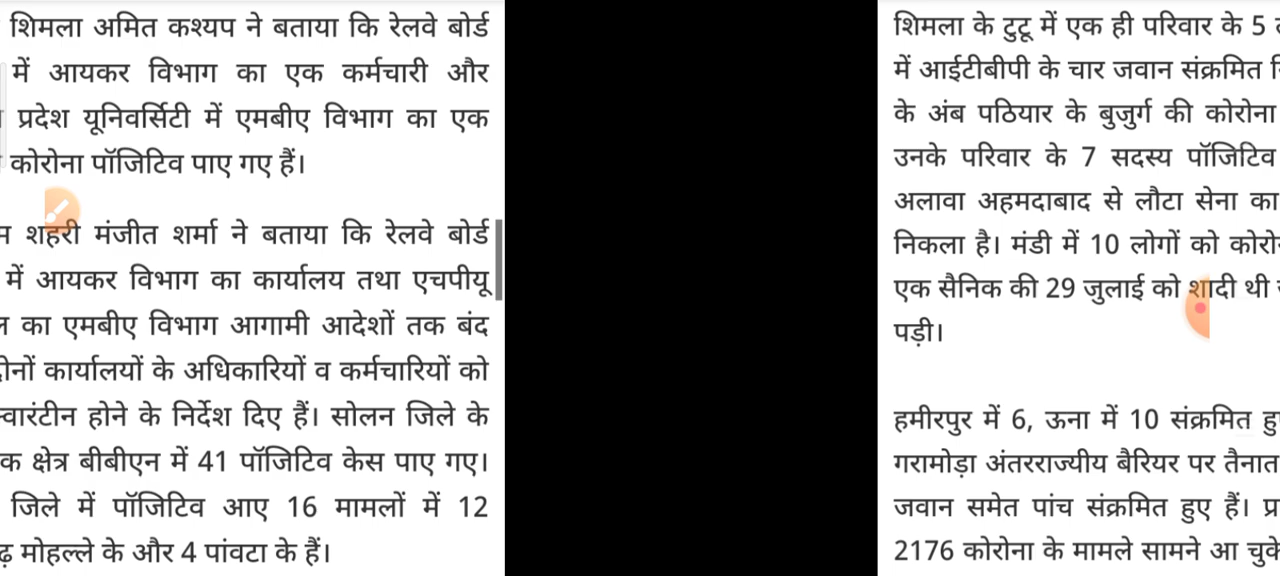 शिमला अमित कश्यप ने बताया कि रेलवे बोर्ड
में आयकर विभाग का एक कर्मचारी और
प्रदेश यूनिवर्सिटी में एमबीए विभाग का एक
कोरोना पॉजिटिव पाए गए हैं।
शहरी मंजीत शर्मा ने बताया कि रेलवे बोर्ड
में आयकर विभाग का कार्यालय तथा एचपीयू
का एमबीए विभाग आगामी आदेशों तक बंद
कार्यालयों के अधिकारियों व कर्मचारियों को
होने के निर्देश दिए हैं। सोलन जिले के
क्षेत्र बीबीएन में 41 पॉजिटिव केस पाए गए।
जिले में पॉजिटिव आए 16 मामलों में 12
मोहल्ले के और 4 पांवटा के हैं।
शिमला के टुटू में एक ही परिवार के 5
में आईटीबीपी के चार जवान संक्रमित
के अंब पठियार के बुजुर्ग की कोरोना
उनके परिवार के 7 सदस्य पॉजिटिव
अलावा अहमदाबाद से लौटा सेना का
निकला है। मंडी में 10 लोगों को
एक सैनिक की 29 जुलाई को शादी थी
पड़ी।
हमीरपुर में 6, ऊना में 10 संक्रमित
गरामोड़ा अंतरराज्यीय बैरियर पर तैनात
जवान समेत पांच संक्रमित हुए हैं।
2176 कोरोना के मामले सामने आ चुके